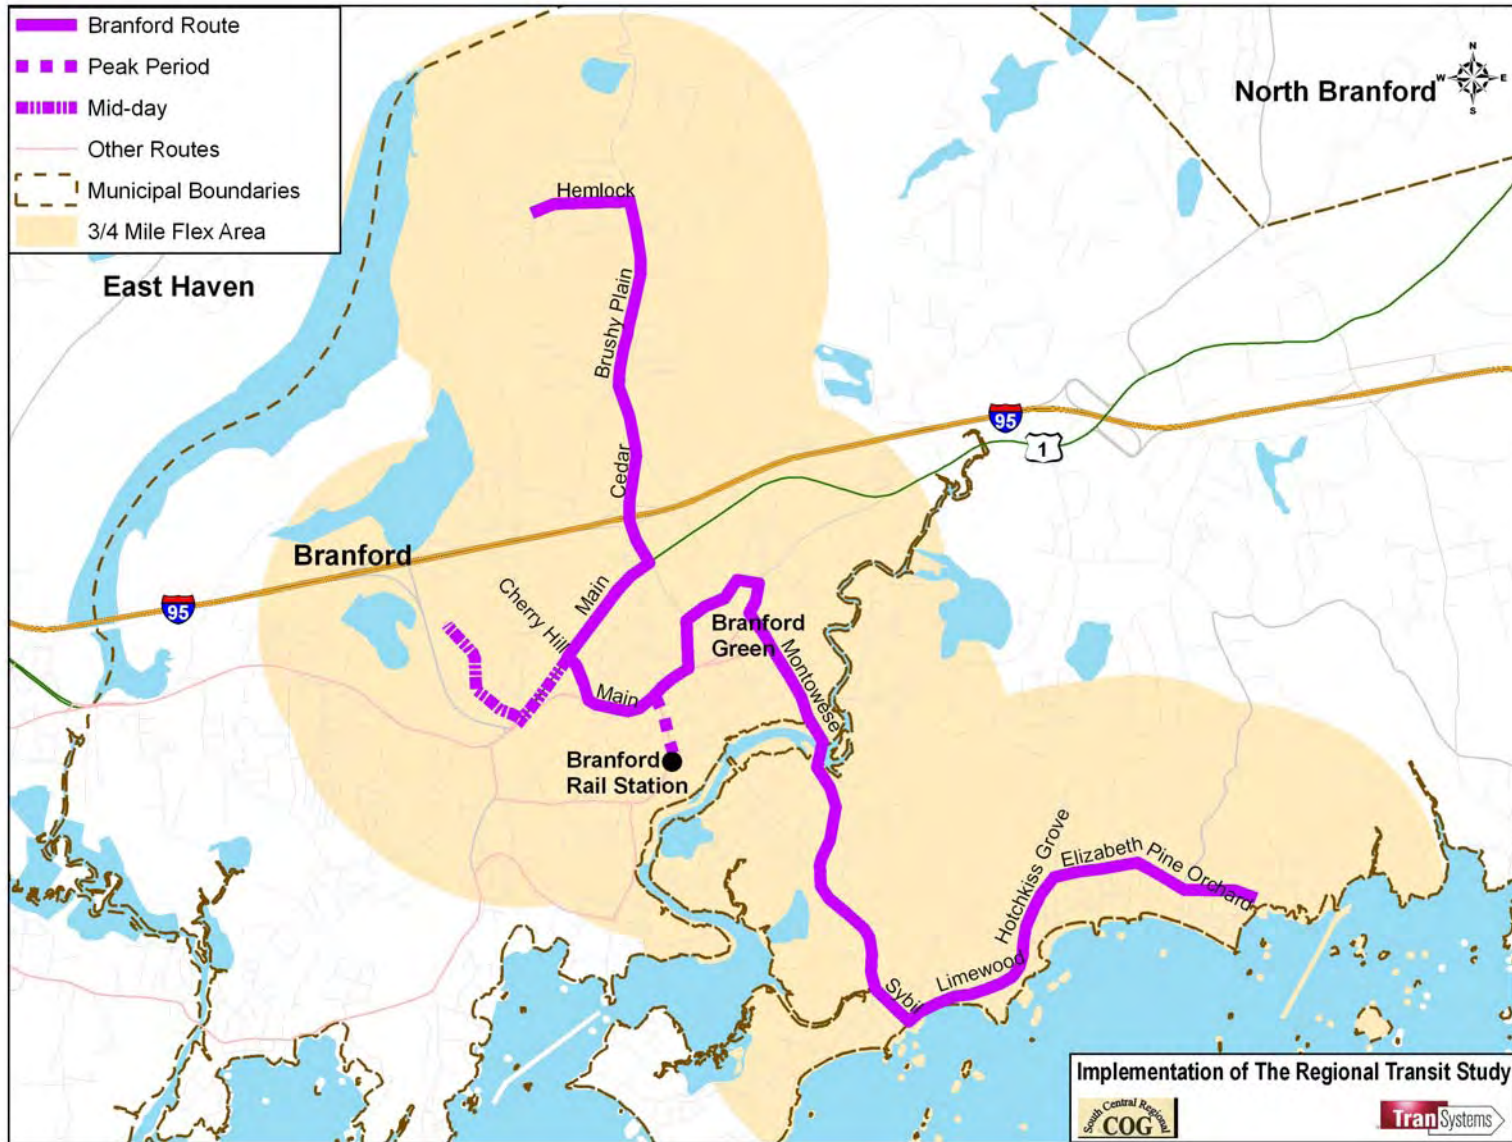 Branford Route
Peak Period
Mid-day
Other Routes
Municipal Boundaries
3/4 Mile Flex Area
N
W E
S
North Branford
East Haven
Hemlock
Brushy Plain
Cedar
95
1
Branford
95
Cherry Hill
Main
Branford
Green
Montowese
Main
Branford
Rail Station
Hotchkiss Grove
Elizabeth
Pine Orchard
Limewood
Sybil
Implementation of The Regional Transit Study
South Central Regional
COG
TranSystems